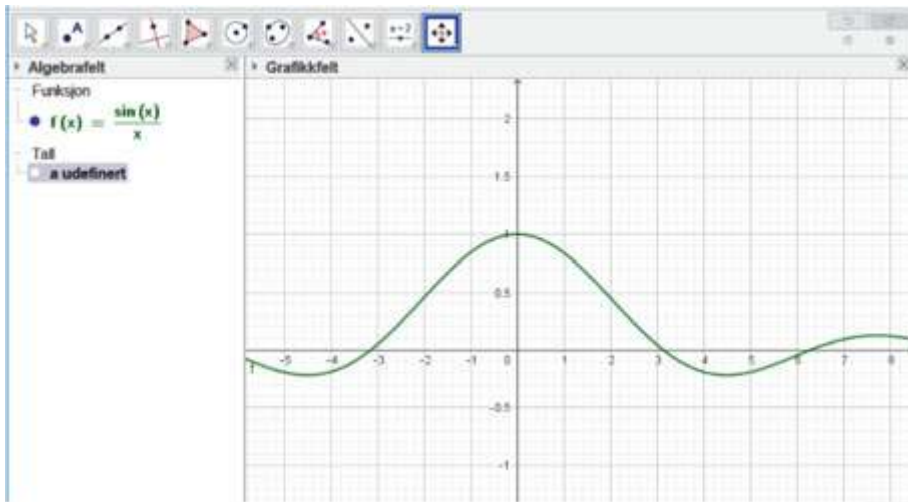 A
a=2
Algebrafelt
Grafikkfelt
Funksjon
f(x) = sin(x)/x
Tall
a udefinert
2
1.5
1
0.5
-5 -4 -3 -2 -1 0 1 2 3 4 5 6 7 8
f
-0.5
-1